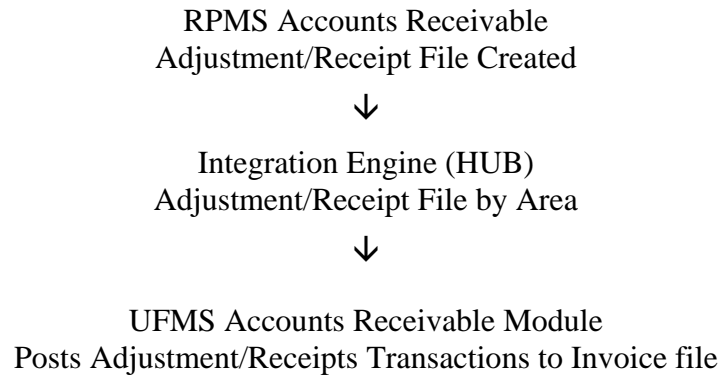 RPMS Accounts Receivable
Adjustment/Receipt File Created
↓
Integration Engine (HUB)
Adjustment/Receipt File by Area
↓
UFMS Accounts Receivable Module
Posts Adjustment/Receipts Transactions to Invoice file